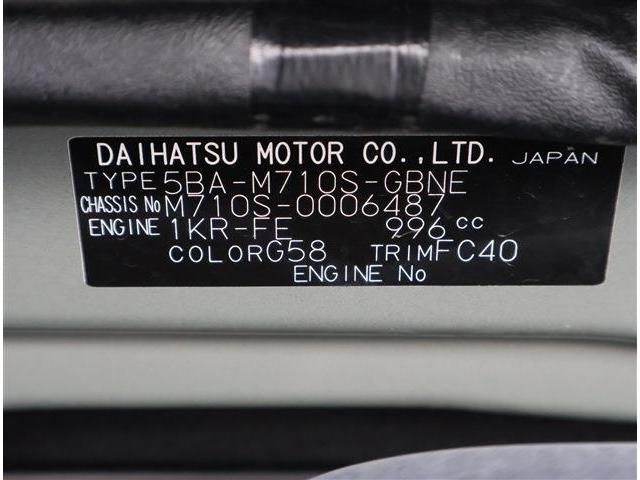 DAIHATSU MOTOR CO.,LTD. JAPAN
TYPE 5BA-M710S-GBNE
CHASSIS No M710S-0006487
ENGINE 1KR-FE 996 cc
COLOR G58 TRIM FC40
ENGINE No